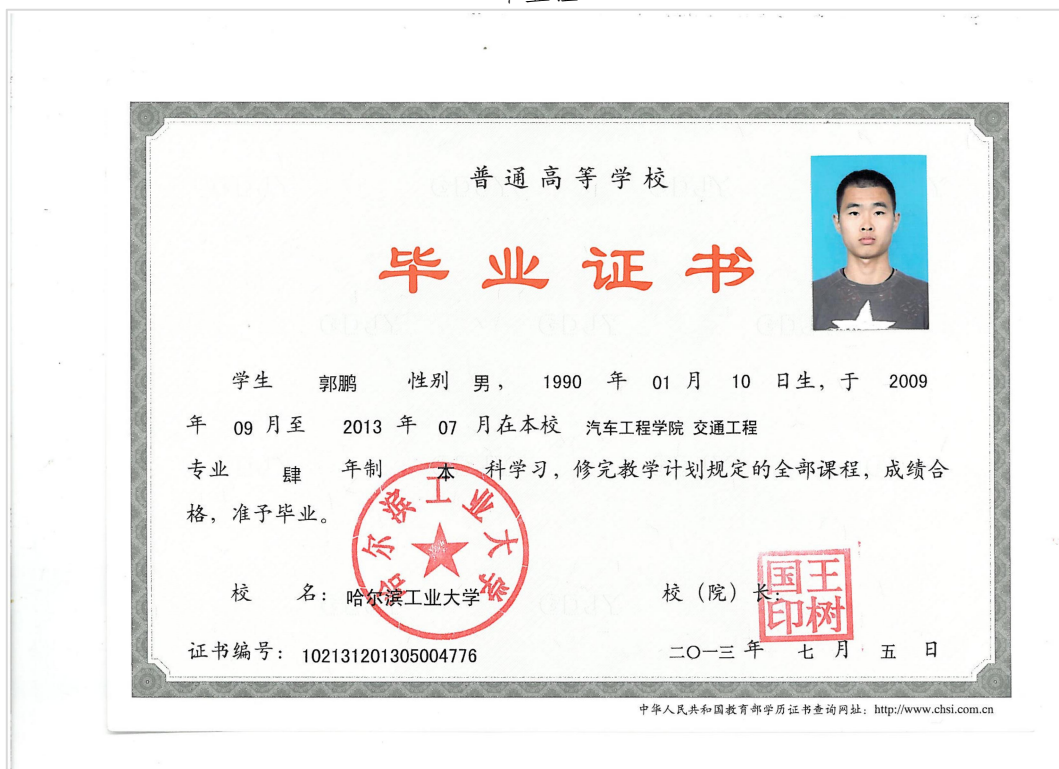 普通高等学校
毕业证书
学生 郭鹏 性别 男， 1990 年 01 月 10 日生，于 2009
年 09 月至 2013 年 07 月在本校 汽车工程学院 交通工程
专业 肆 年制 本 科学习，修完教学计划规定的全部课程，成绩合
格，准予毕业。
哈尔滨工业大学
校 名：哈尔滨工业大学 校（院）长：
王树国印
证书编号：102131201305004776 二〇一三 年 七 月 五 日
中华人民共和国教育部学历证书查询网址：http://www.chsi.com.cn